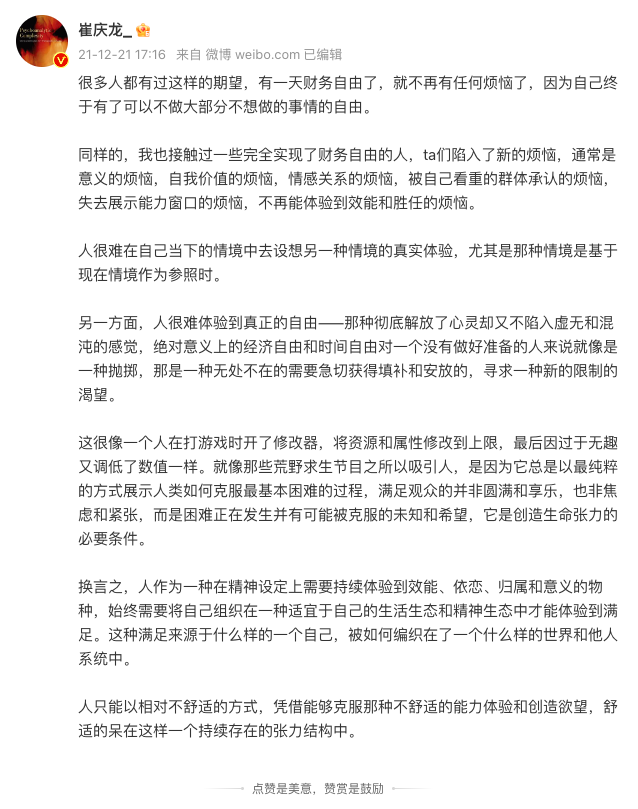 Psychoanalytic
Complexity
崔庆龙_
21-12-21 17:16 来自 微博 weibo.com 已编辑
很多人都有过这样的期望，有一天财务自由了，就不再有任何烦恼了，因为自己终
于有了可以不做大部分不想做的事情的自由。
同样的，我也接触过一些完全实现了财务自由的人，ta们陷入了新的烦恼，通常是
意义的烦恼，自我价值的烦恼，情感关系的烦恼，被自己看重的群体承认的烦恼，
失去展示能力窗口的烦恼，不再能体验到效能和胜任的烦恼。
人很难在自己当下的情境中去设想另一种情境的真实体验，尤其是那种情境是基于
现在情境作为参照时。
另一方面，人很难体验到真正的自由——那种彻底解放了心灵却又不陷入虚无和混
沌的感觉，绝对意义上的经济自由和时间自由对一个没有做好准备的人来说就像是
一种抛掷，那是一种无处不在的需要急切获得填补和安放的，寻求一种新的限制的
渴望。
这很像一个人在打游戏时开了修改器，将资源和属性修改到上限，最后因过于无趣
又调低了数值一样。就像那些荒野求生节目之所以吸引人，是因为它总是以最纯粹
的方式展示人类如何克服最基本困难的过程，满足观众的并非圆满和享乐，也非焦
虑和紧张，而是困难正在发生并有可能被克服的未知和希望，它是创造生命张力的
必要条件。
换言之，人作为一种在精神设定上需要持续体验到效能、依恋、归属和意义的物
种，始终需要将自己组织在一种适宜于自己的生活生态和精神生态中才能体验到满
足。这种满足来源于什么样的一个自己，被如何编织在了一个什么样的世界和他人
系统中。
人只能以相对不舒适的方式，凭借能够克服那种不舒适的能力体验和创造欲望，舒
适的呆在这样一个持续存在的张力结构中。
点赞是美意，赞赏是鼓励